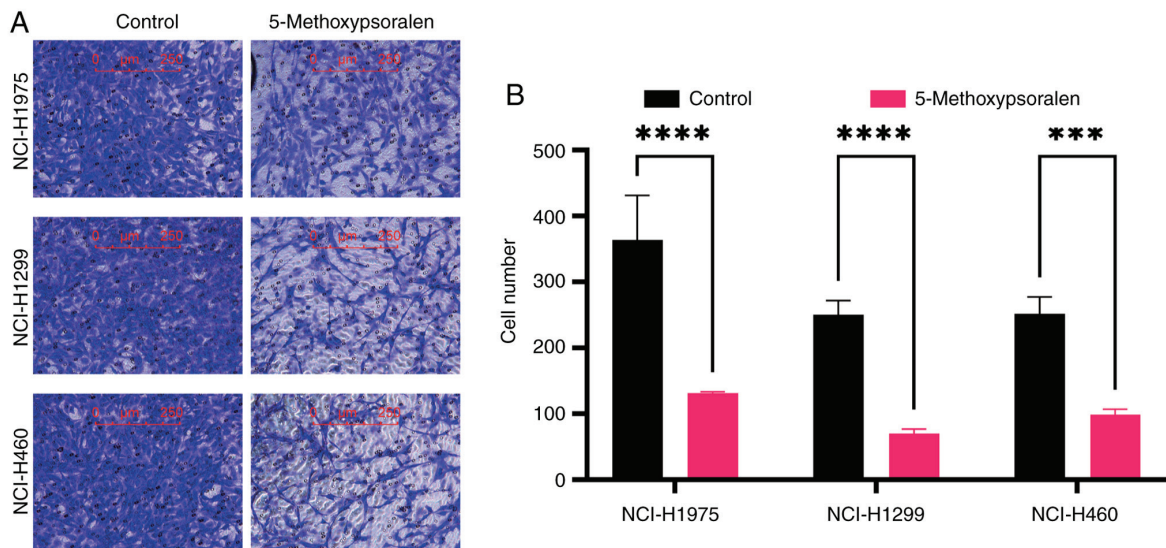 A
Control 5-Methoxypsoralen
NCI-H1975
0 µm 250
0 µm 250
NCI-H1299
0 µm 250
0 µm 250
NCI-H460
0 µm 250
0 µm 250
B
Control 5-Methoxypsoralen
**** **** ***
Cell number
500
400
300
200
100
0
NCI-H1975 NCI-H1299 NCI-H460